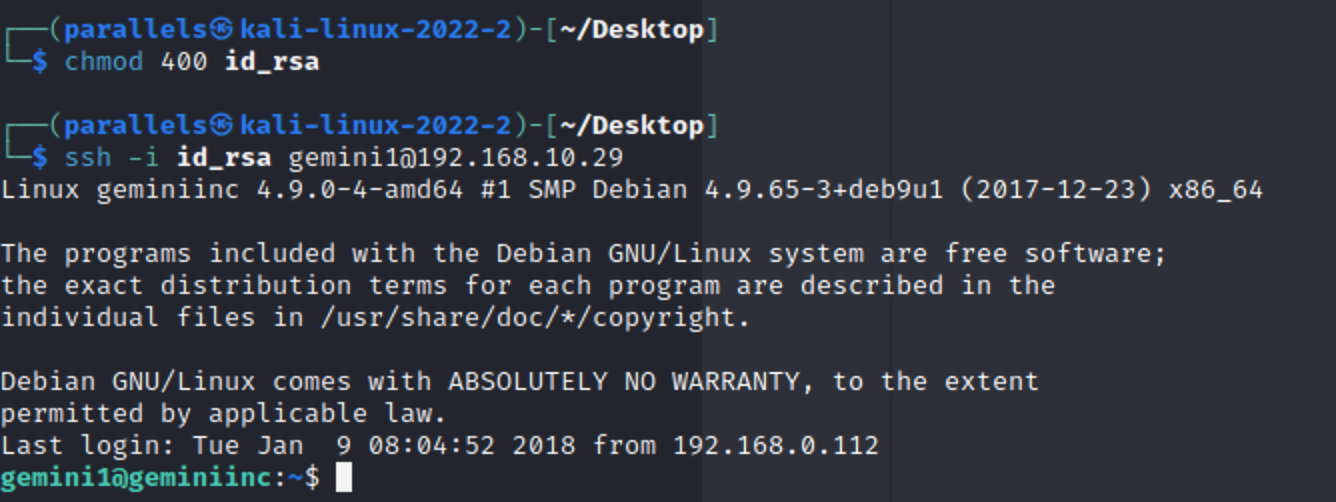 ┌──(parallels㉿kali-linux-2022-2)-[~/Desktop]
└─$ chmod 400 id_rsa
┌──(parallels㉿kali-linux-2022-2)-[~/Desktop]
└─$ ssh -i id_rsa gemini1@192.168.10.29
Linux geminiinc 4.9.0-4-amd64 #1 SMP Debian 4.9.65-3+deb9u1 (2017-12-23) x86_64
The programs included with the Debian GNU/Linux system are free software;
the exact distribution terms for each program are described in the
individual files in /usr/share/doc/*/copyright.
Debian GNU/Linux comes with ABSOLUTELY NO WARRANTY, to the extent
permitted by applicable law.
Last login: Tue Jan  9 08:04:52 2018 from 192.168.0.112
gemini1@geminiinc:~$